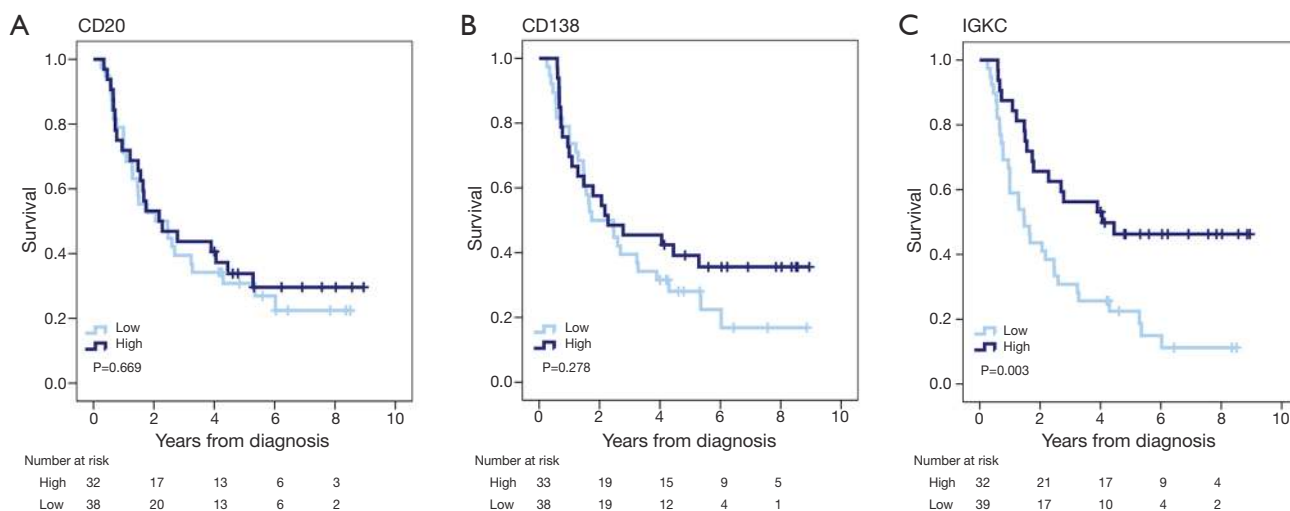 A
CD20
Survival
1.0
0.8
0.6
0.4
0.2
0.0
Low
High
P=0.669
0 2 4 6 8 10
Years from diagnosis
Number at risk
High 32 17 13 6 3
Low 38 20 13 6 2
B
CD138
Survival
1.0
0.8
0.6
0.4
0.2
0.0
Low
High
P=0.278
0 2 4 6 8 10
Years from diagnosis
Number at risk
High 33 19 15 9 5
Low 38 19 12 4 1
C
IGKC
Survival
1.0
0.8
0.6
0.4
0.2
0.0
Low
High
P=0.003
0 2 4 6 8 10
Years from diagnosis
Number at risk
High 32 21 17 9 4
Low 39 17 10 4 2